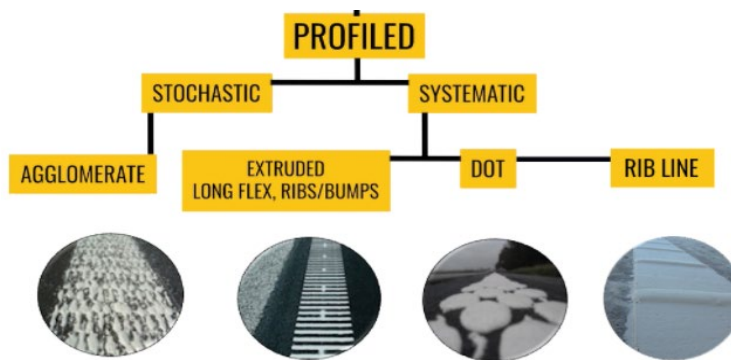 PROFILED
STOCHASTIC
SYSTEMATIC
AGGLOMERATE
EXTRUDED
LONG FLEX, RIBS/BUMPS
DOT
RIB LINE